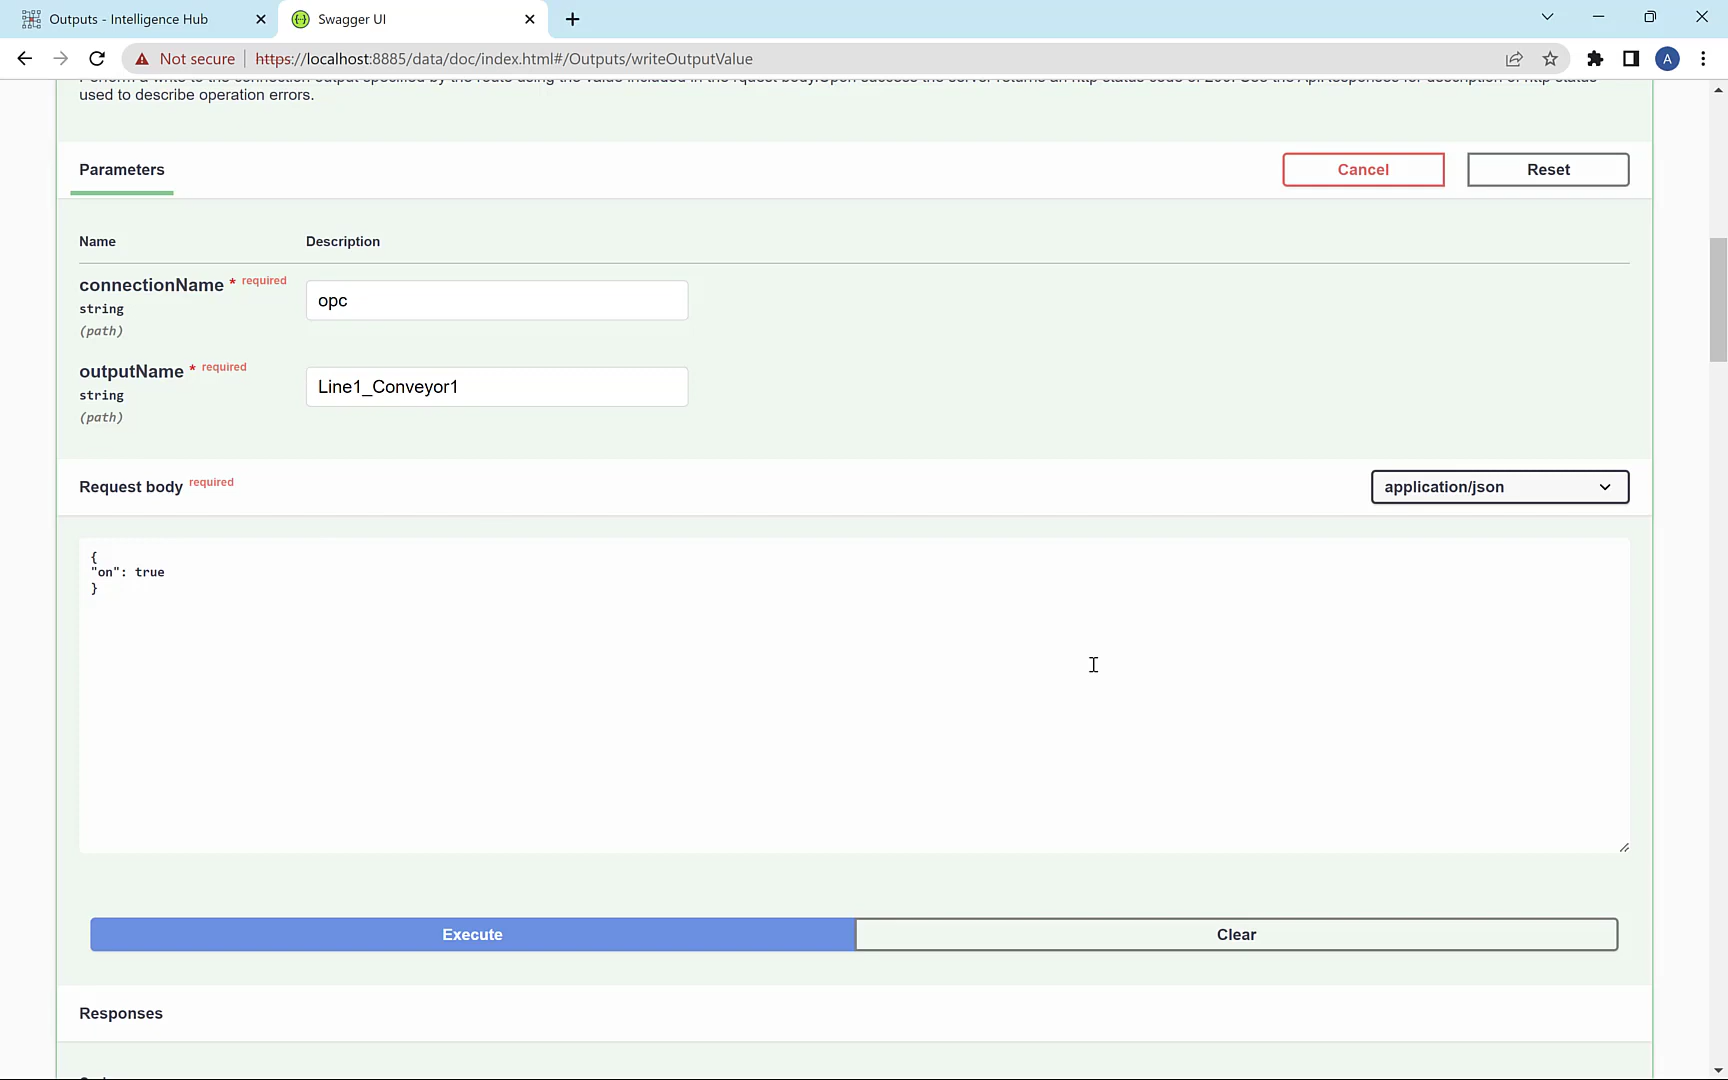 Outputs - Intelligence Hub
Swagger UI
Not secure
https://localhost:8885/data/doc/index.html#/Outputs/writeOutputValue
A
used to describe operation errors.
Parameters
Cancel
Reset
Name
Description
connectionName * required
string
(path)
opc
outputName * required
string
(path)
Line1_Conveyor1
Request body required
application/json
{
"on": true
}
Execute
Clear
Responses